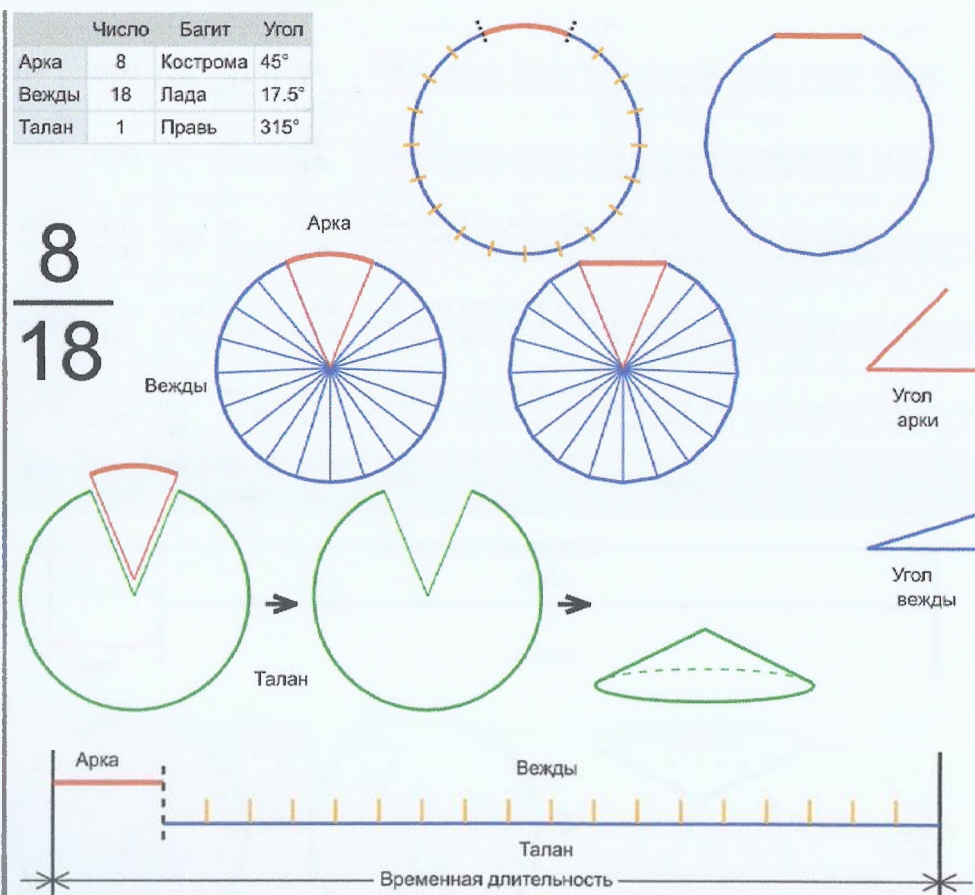 Число Багит Угол
Арка 8 Кострома 45°
Вежды 18 Лада 17.5°
Талан 1 Правь 315°
Арка
8
18
Вежды
Угол
арки
Угол
вежды
Талан
Арка
Вежды
Талан
Временная длительность